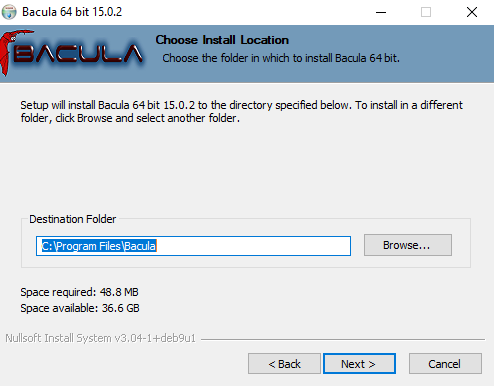 Bacula 64 bit 15.0.2
BACULA
Choose Install Location
Choose the folder in which to install Bacula 64 bit.
Setup will install Bacula 64 bit 15.0.2 to the directory specified below. To install in a different
folder, click Browse and select another folder.
Destination Folder
C:\Program Files\Bacula
Browse...
Space required: 48.8 MB
Space available: 36.6 GB
Nullsoft Install System v3.04-1+deb9u1
< Back
Next >
Cancel